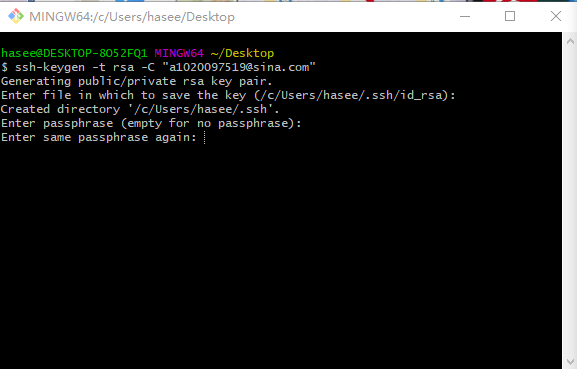 MINGW64:/c/Users/hasee/Desktop
hasee@DESKTOP-8O52FQ1 MINGW64 ~/Desktop
$ ssh-keygen -t rsa -C "a1020097519@sina.com"
Generating public/private rsa key pair.
Enter file in which to save the key (/c/Users/hasee/.ssh/id_rsa):
Created directory '/c/Users/hasee/.ssh'.
Enter passphrase (empty for no passphrase):
Enter same passphrase again: